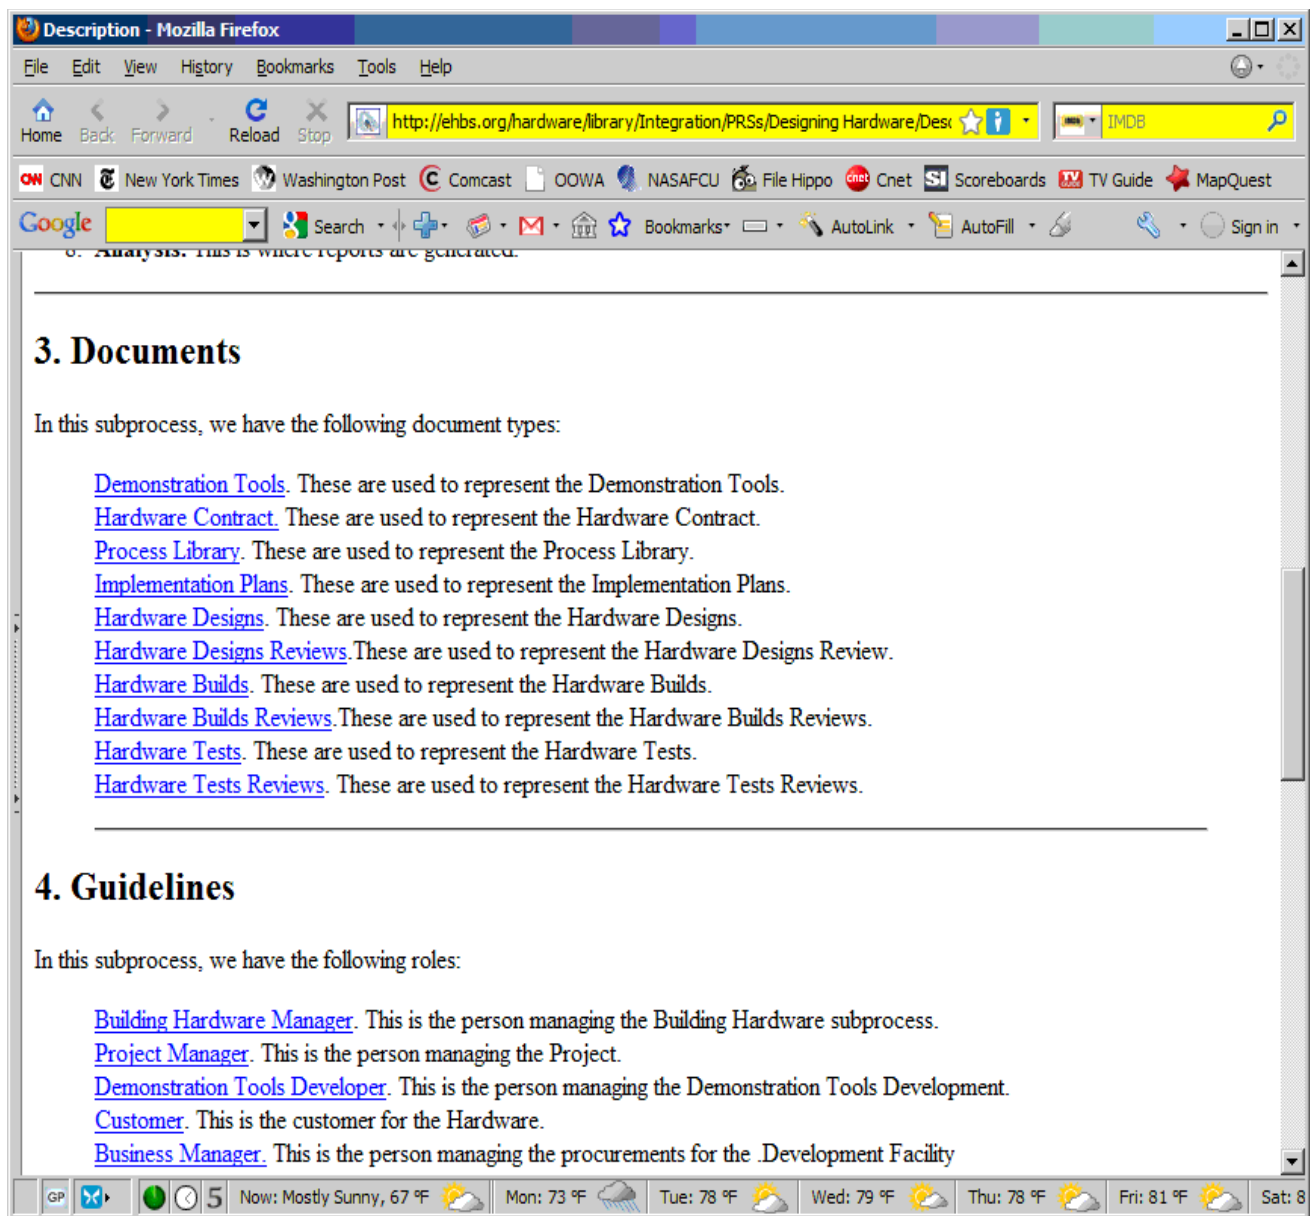 Description - Mozilla Firefox
File Edit View History Bookmarks Tools Help
Home Back Forward Reload Stop http://ehbs.org/hardware/library/Integration/PRSs/Designing Hardware/Desc IMDB
CNN New York Times Washington Post Comcast OOWA NASAFCU File Hippo Cnet Scoreboards TV Guide MapQuest
Google Search Bookmarks AutoLink AutoFill Sign in
8. Analysis. This is where reports are generated.
3. Documents
In this subprocess, we have the following document types:
Demonstration Tools. These are used to represent the Demonstration Tools.
Hardware Contract. These are used to represent the Hardware Contract.
Process Library. These are used to represent the Process Library.
Implementation Plans. These are used to represent the Implementation Plans.
Hardware Designs. These are used to represent the Hardware Designs.
Hardware Designs Reviews.These are used to represent the Hardware Designs Review.
Hardware Builds. These are used to represent the Hardware Builds.
Hardware Builds Reviews.These are used to represent the Hardware Builds Reviews.
Hardware Tests. These are used to represent the Hardware Tests.
Hardware Tests Reviews. These are used to represent the Hardware Tests Reviews.
4. Guidelines
In this subprocess, we have the following roles:
Building Hardware Manager. This is the person managing the Building Hardware subprocess.
Project Manager. This is the person managing the Project.
Demonstration Tools Developer. This is the person managing the Demonstration Tools Development.
Customer. This is the customer for the Hardware.
Business Manager. This is the person managing the procurements for the .Development Facility
GP 5 Now: Mostly Sunny, 67 °F Mon: 73 °F Tue: 78 °F Wed: 79 °F Thu: 78 °F Fri: 81 °F Sat: 8